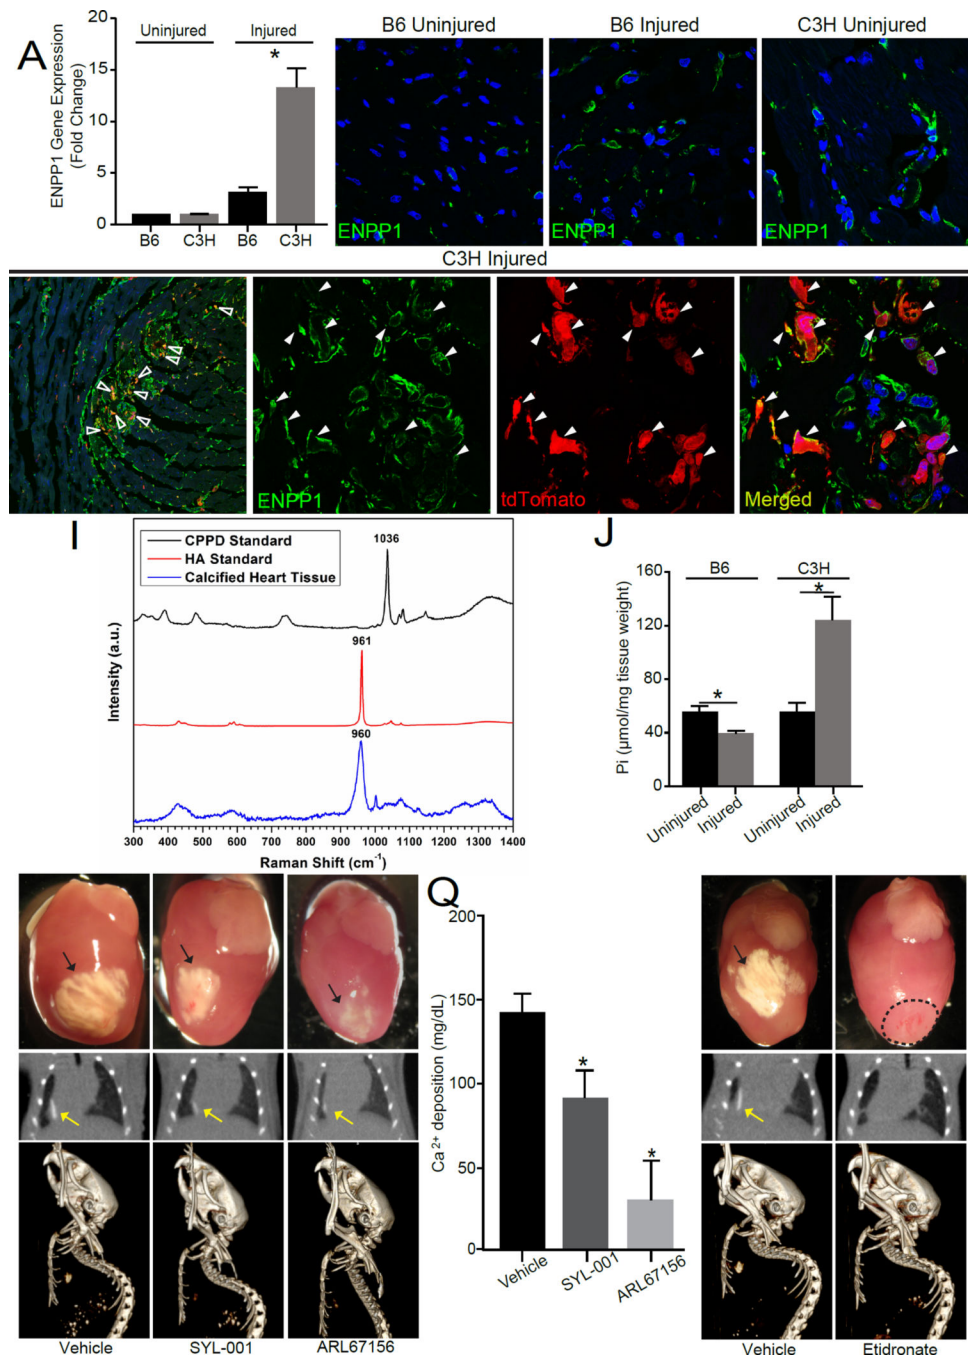 A
ENPP1 Gene Expression
(Fold Change)
20
15
10
5
0
Uninjured
Injured
*
B6
C3H
B6
C3H
B6 Uninjured
B6 Injured
C3H Uninjured
ENPP1
ENPP1
ENPP1
C3H Injured
ENPP1
tdTomato
Merged
I
CPPD Standard
HA Standard
Calcified Heart Tissue
1036
961
960
Intensity (a.u.)
300 400 500 600 700 800 900 1000 1100 1200 1300 1400
Raman Shift (cm-1)
J
B6
C3H
Pi (µmol/mg tissue weight)
160
120
80
40
0
*
*
Uninjured
Injured
Uninjured
Injured
Q
Ca2+ deposition (mg/dL)
200
150
100
50
0
*
*
Vehicle
SYL-001
ARL67156
Vehicle
SYL-001
ARL67156
Vehicle
Etidronate